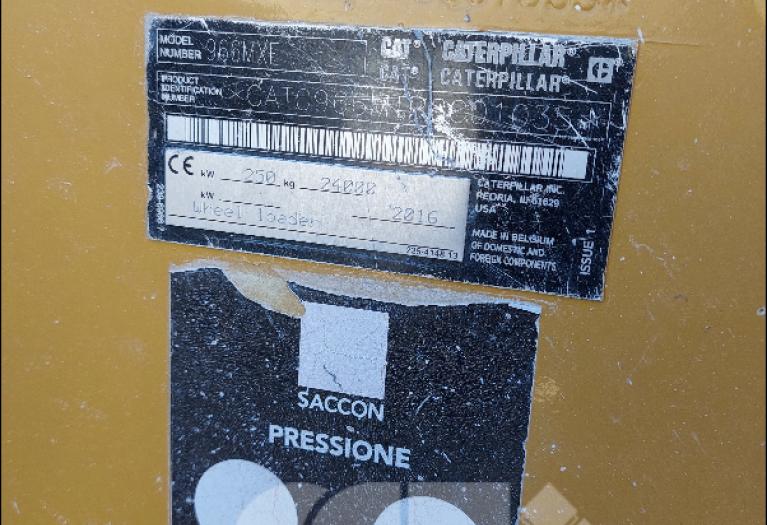 MODEL NUMBER 966MXE
CAT® CATERPILLAR®
CAT® CATERPILLAR®
PRODUCT IDENTIFICATION NUMBER
CE kW 250 kg 24000
kW
Wheel loader 2016
CATERPILLAR INC.
PEORIA, IL 61629
USA
MADE IN BELGIUM
OF DOMESTIC AND
FOREIGN COMPONENTS
ISSUE 1
SACCON
PRESSIONE